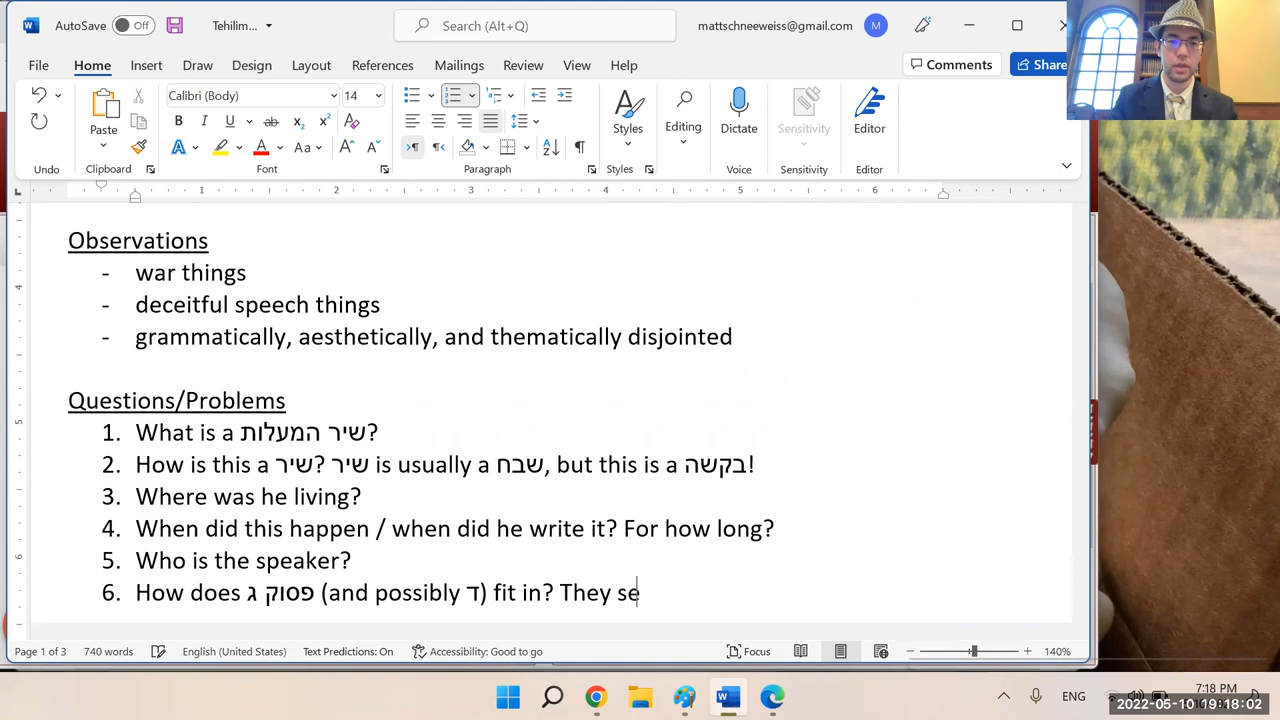 AutoSave Off Tehilim... Search (Alt+Q) mattschneeweiss@gmail.com M
File Home Insert Draw Design Layout References Mailings Review View Help Comments Share
Calibri (Body) 14
Paste Styles Editing Dictate Sensitivity Editor
Undo Clipboard Font Paragraph Styles Voice Sensitivity Editor
1 2 3 4 5 6
Observations
- war things
- deceitful speech things
- grammatically, aesthetically, and thematically disjointed
Questions/Problems
1. What is a שיר המעלות?
2. How is this a שיר? שיר is usually a שבח, but this is a בקשה!
3. Where was he living?
4. When did this happen / when did he write it? For how long?
5. Who is the speaker?
6. How does פסוק ג (and possibly ד) fit in? They se
Page 1 of 3 740 words English (United States) Text Predictions: On Accessibility: Good to go Focus 140%
ENG 7:18 PM
2022-05-10 19:18:02